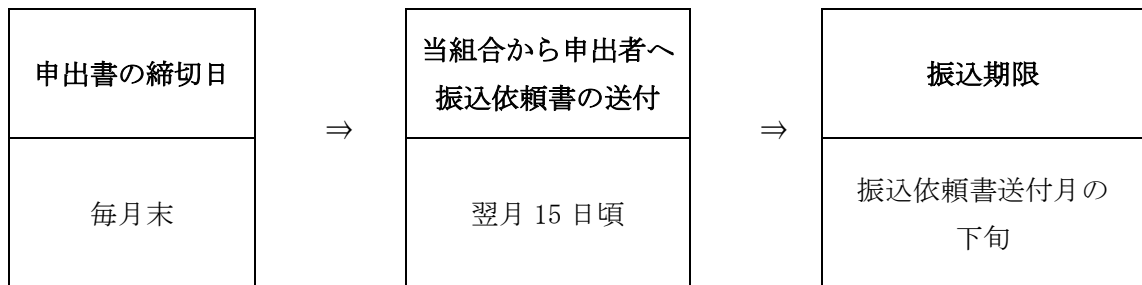 申出書の締切日
⇒
当組合から申出者へ
振込依頼書の送付
⇒
振込期限
毎月末
翌月 15 日頃
振込依頼書送付月の
下旬